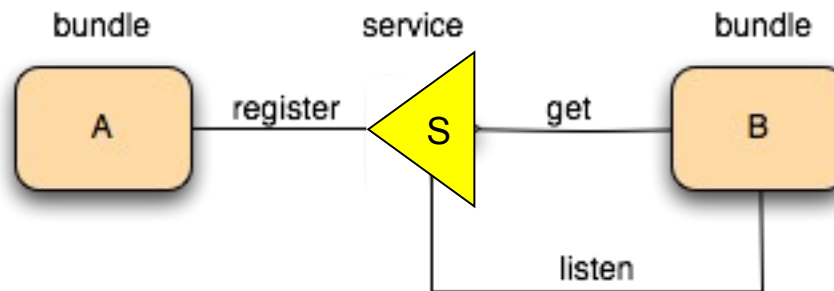 bundle service bundle
A register S get B
listen